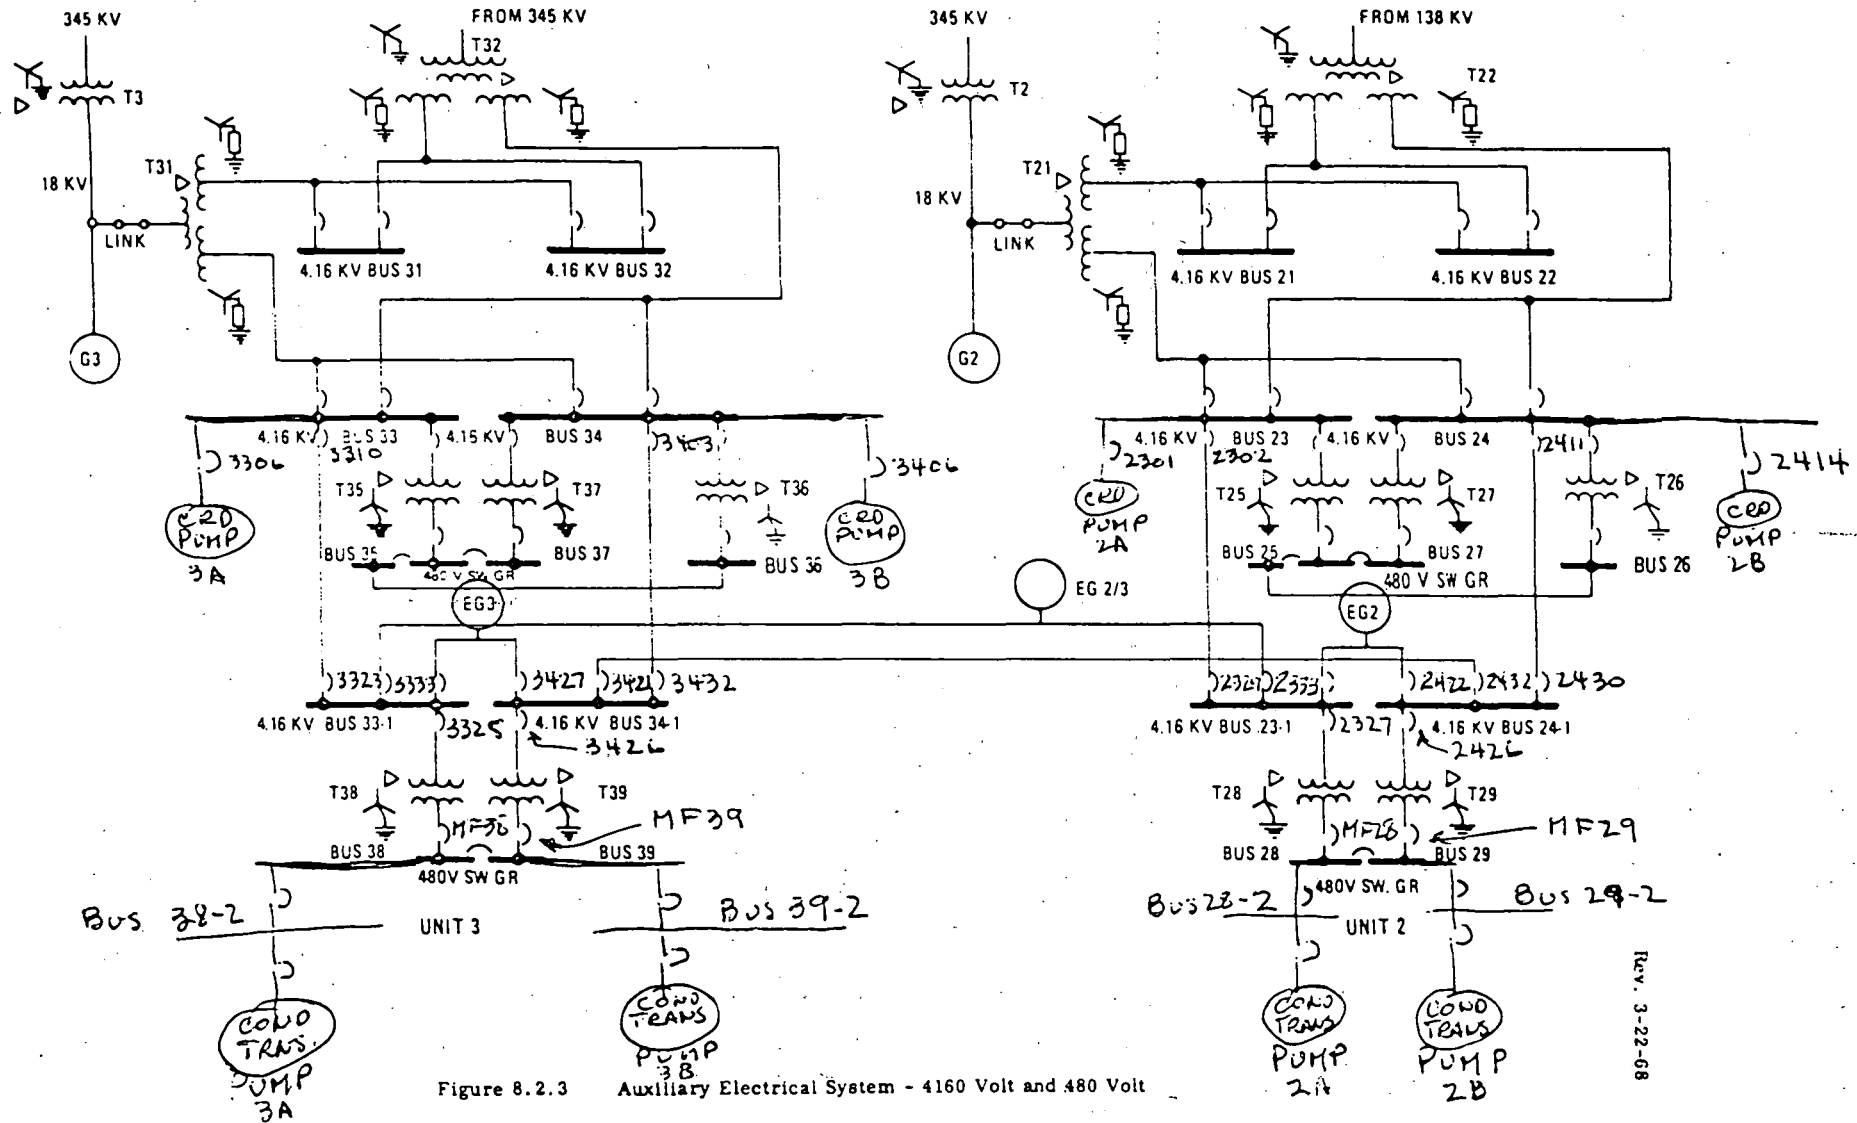 345 KV
FROM 345 KV
345 KV
FROM 138 KV
T32
T22
T3
T2
T31
T21
18 KV
18 KV
LINK
LINK
4.16 KV BUS 31
4.16 KV BUS 32
4.16 KV BUS 21
4.16 KV BUS 22
G3
G2
4.16 KV BUS 33
4.16 KV BUS 34
4.16 KV BUS 23
4.16 KV BUS 24
3306
3310
3403
3406
2301
2302
2411
2414
T35
T37
T36
T25
T27
T26
CRD
PUMP
3A
CRD
PUMP
3B
CRD
PUMP
2A
CRD
PUMP
2B
BUS 35
BUS 37
BUS 36
BUS 25
BUS 27
BUS 26
480 V SW. GR
480 V SW GR
EG3
EG 2/3
EG2
3323
3333
3427
3421
3432
2333
2422
2432
2430
4.16 KV BUS 33-1
4.16 KV BUS 34-1
4.16 KV BUS 23-1
4.16 KV BUS 24-1
3325
3426
2327
2426
T38
T39
T28
T29
MF38
MF39
MF28
MF29
BUS 38
BUS 39
BUS 28
BUS 29
480V SW GR
480V SW. GR
Bus 38-2
Bus 39-2
Bus 28-2
Bus 29-2
UNIT 3
UNIT 2
COND
TRNS.
PUMP
3A
COND
TRANS
PUMP
3B
COND
TRANS
PUMP
2A
COND
TRANS
PUMP
2B
Rev. 3-22-68
Figure 8.2.3 Auxiliary Electrical System - 4160 Volt and 480 Volt